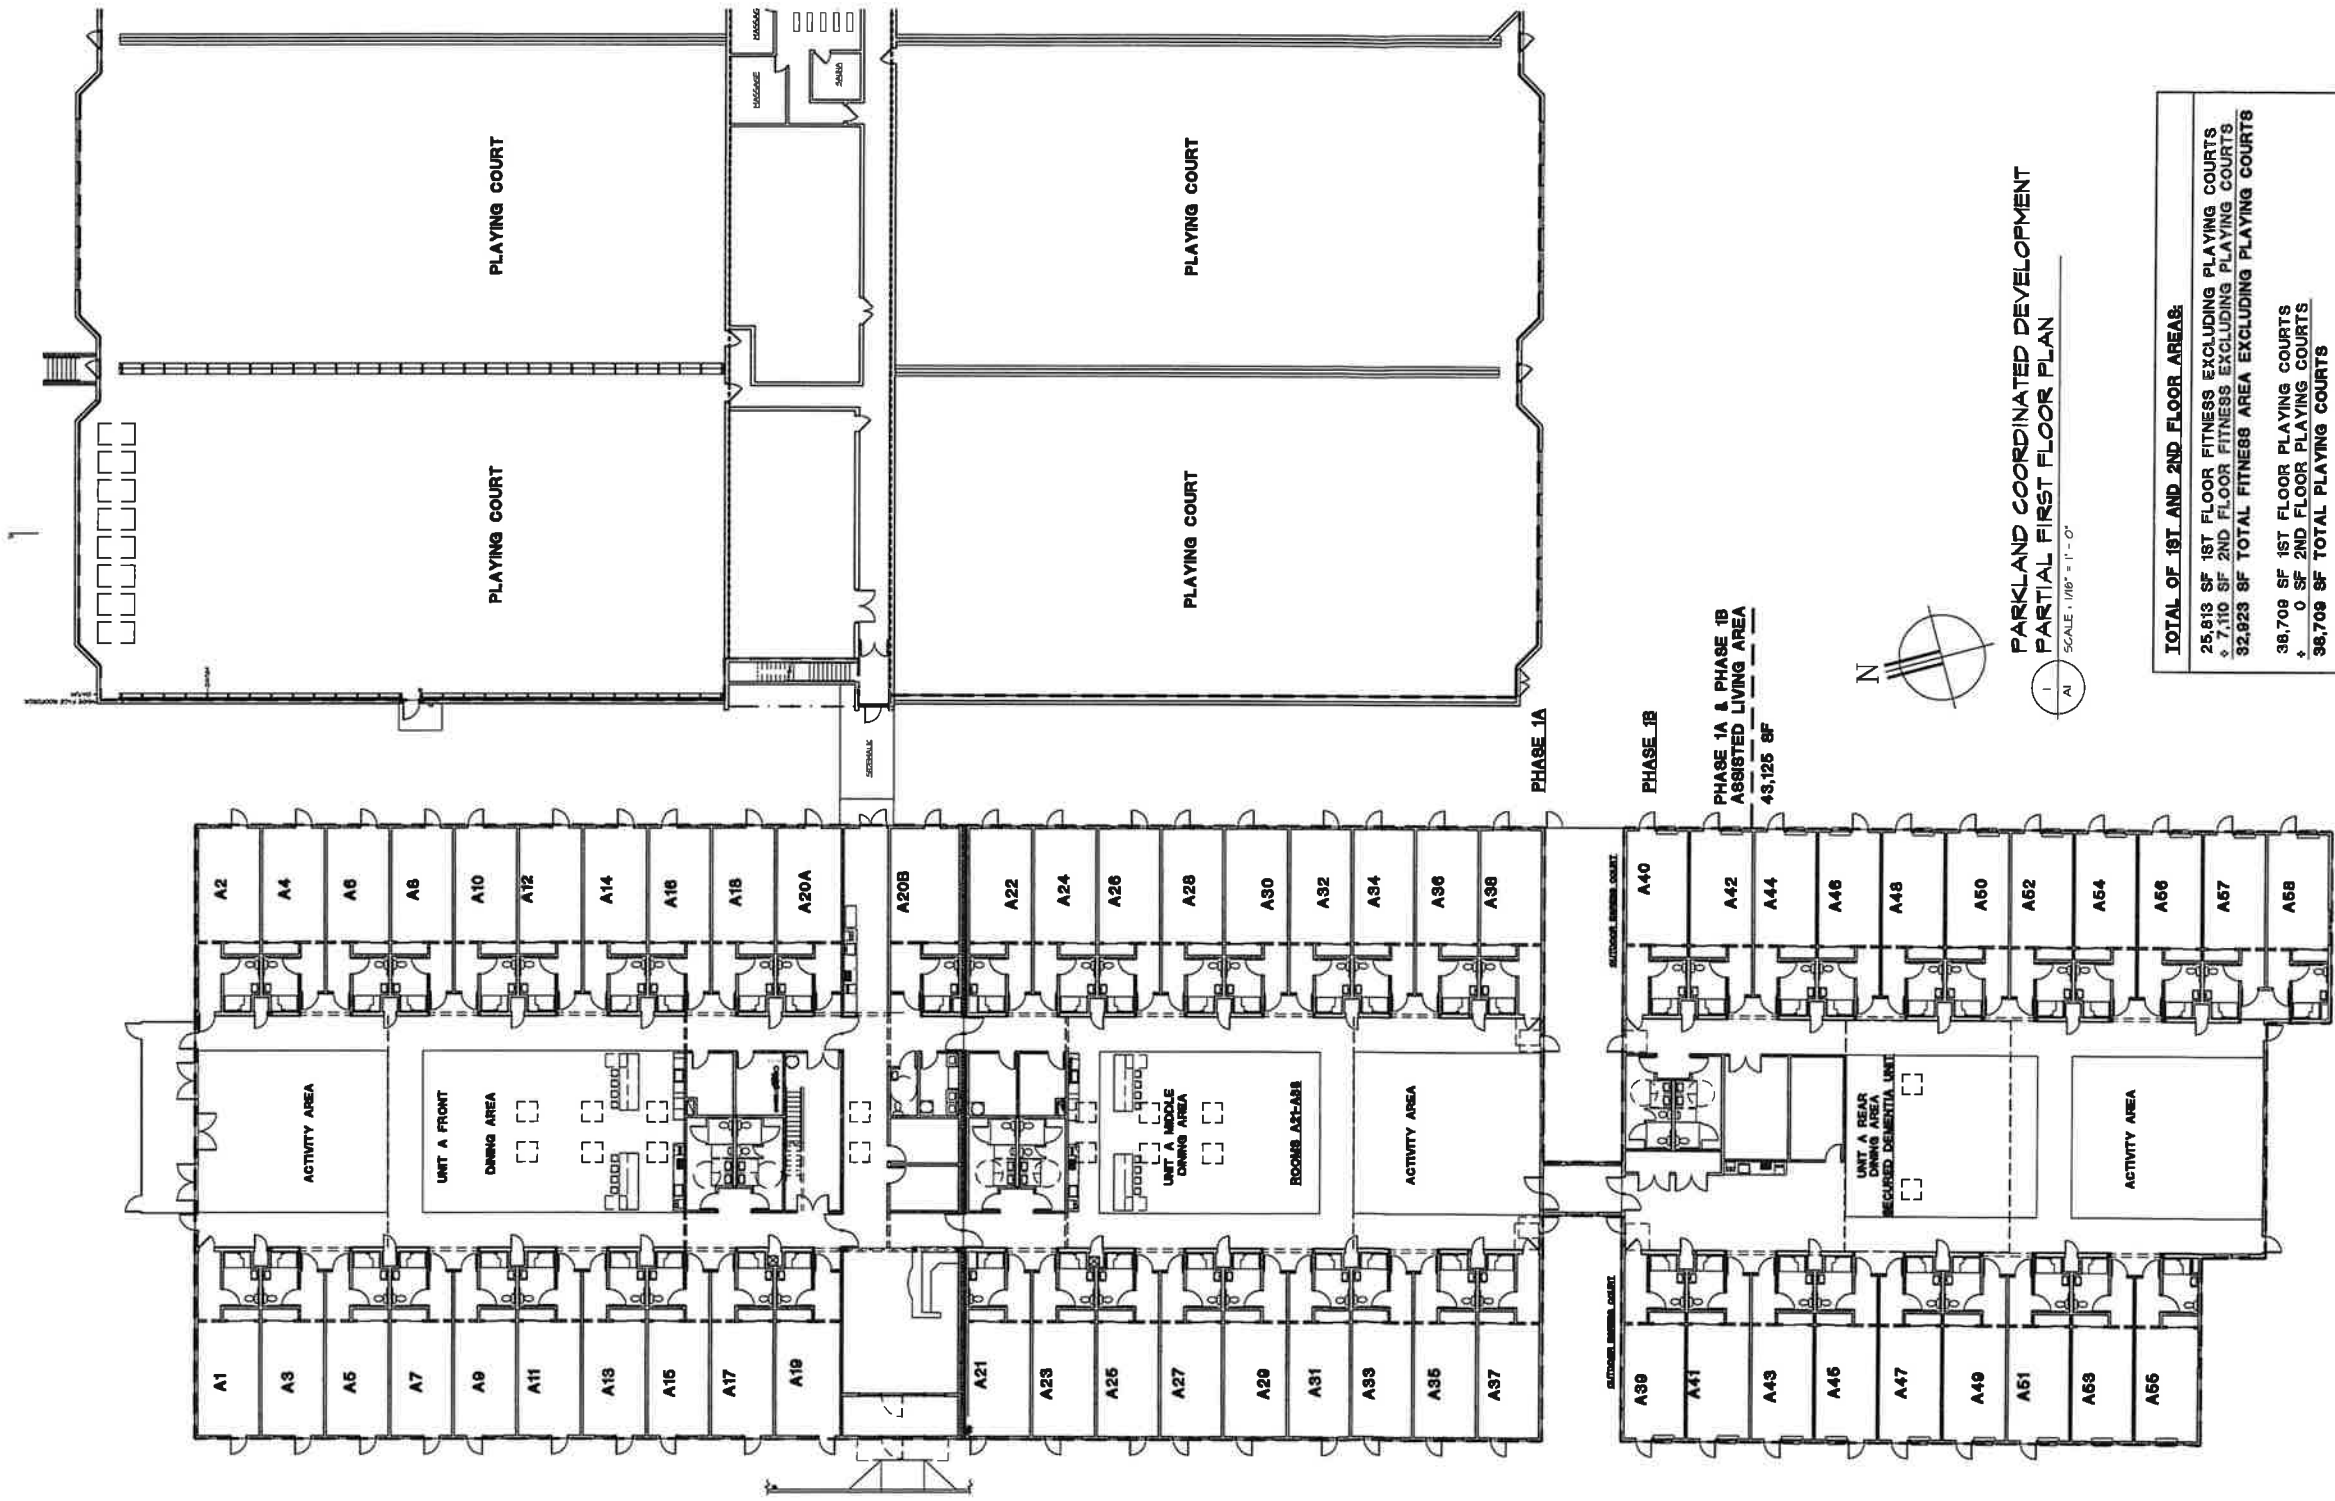 MASSAGE
MASSAG
SAUNA
PLAYING COURT
PLAYING COURT
PLAYING COURT
PLAYING COURT
SIDEWALK
A2
A4
A6
A8
A10
A12
A14
A16
A18
A20A
A20B
A22
A24
A26
A28
A30
A32
A34
A36
A38
A40
A42
A44
A46
A48
A50
A52
A54
A56
A57
A58
ACTIVITY AREA
UNIT A FRONT
DINING AREA
UNIT A MIDDLE
DINING AREA
ROOMS A21-A38
ACTIVITY AREA
UNIT A REAR
DINING AREA
SECURED DEMENTIA UNIT
ACTIVITY AREA
A1
A3
A5
A7
A9
A11
A13
A15
A17
A19
A21
A23
A25
A27
A29
A31
A33
A35
A37
A39
A41
A43
A45
A47
A49
A51
A53
A55
PHASE 1A
PHASE 1B
PHASE 1A & PHASE 1B
ASSISTED LIVING AREA
43,125 SF
N
PARKLAND COORDINATED DEVELOPMENT
PARTIAL FIRST FLOOR PLAN
1
A1
SCALE : 1/16" = 1' - 0"
TOTAL OF 1ST AND 2ND FLOOR AREAS:
25,813 SF 1ST FLOOR FITNESS EXCLUDING PLAYING COURTS
+ 7,110 SF 2ND FLOOR FITNESS EXCLUDING PLAYING COURTS
32,923 SF TOTAL FITNESS AREA EXCLUDING PLAYING COURTS
38,709 SF 1ST FLOOR PLAYING COURTS
+ 0 SF 2ND FLOOR PLAYING COURTS
38,709 SF TOTAL PLAYING COURTS